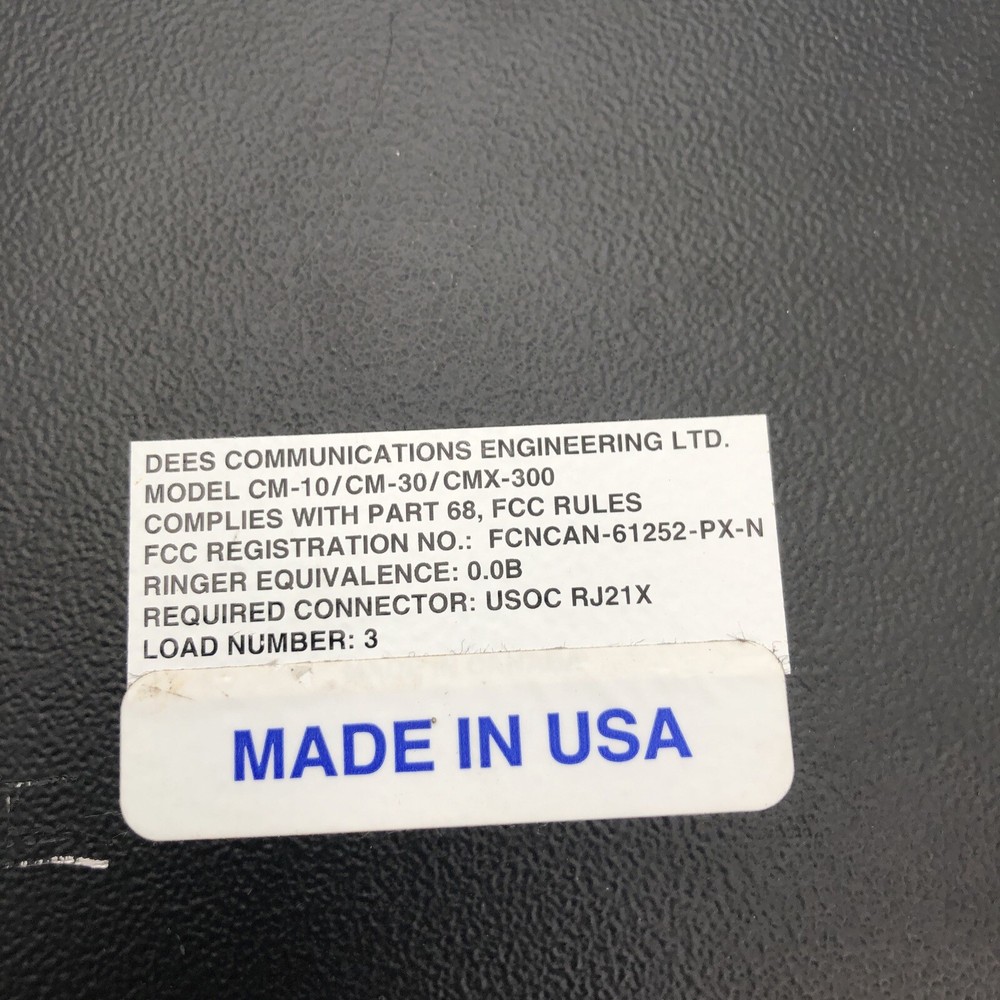 DEES COMMUNICATIONS ENGINEERING LTD.
MODEL CM-10/CM-30/CMX-300
COMPLIES WITH PART 68, FCC RULES
FCC REGISTRATION NO.: FCNCAN-61252-PX-N
RINGER EQUIVALENCE: 0.0B
REQUIRED CONNECTOR: USOC RJ21X
LOAD NUMBER: 3
MADE IN USA